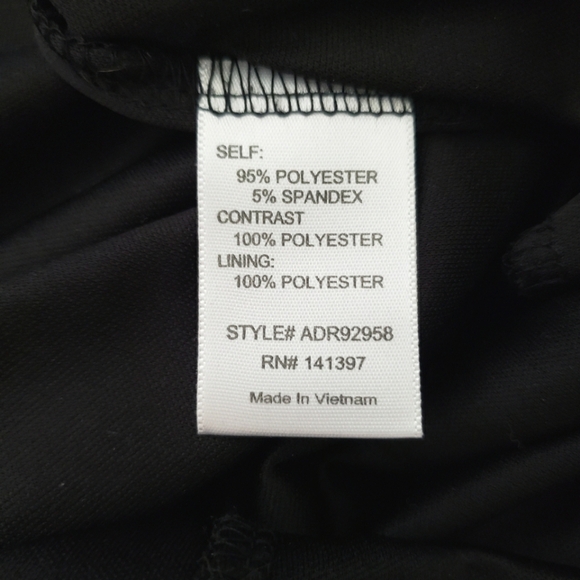 SELF:
95% POLYESTER
5% SPANDEX
CONTRAST
100% POLYESTER
LINING:
100% POLYESTER
STYLE# ADR92958
RN# 141397
Made In Vietnam